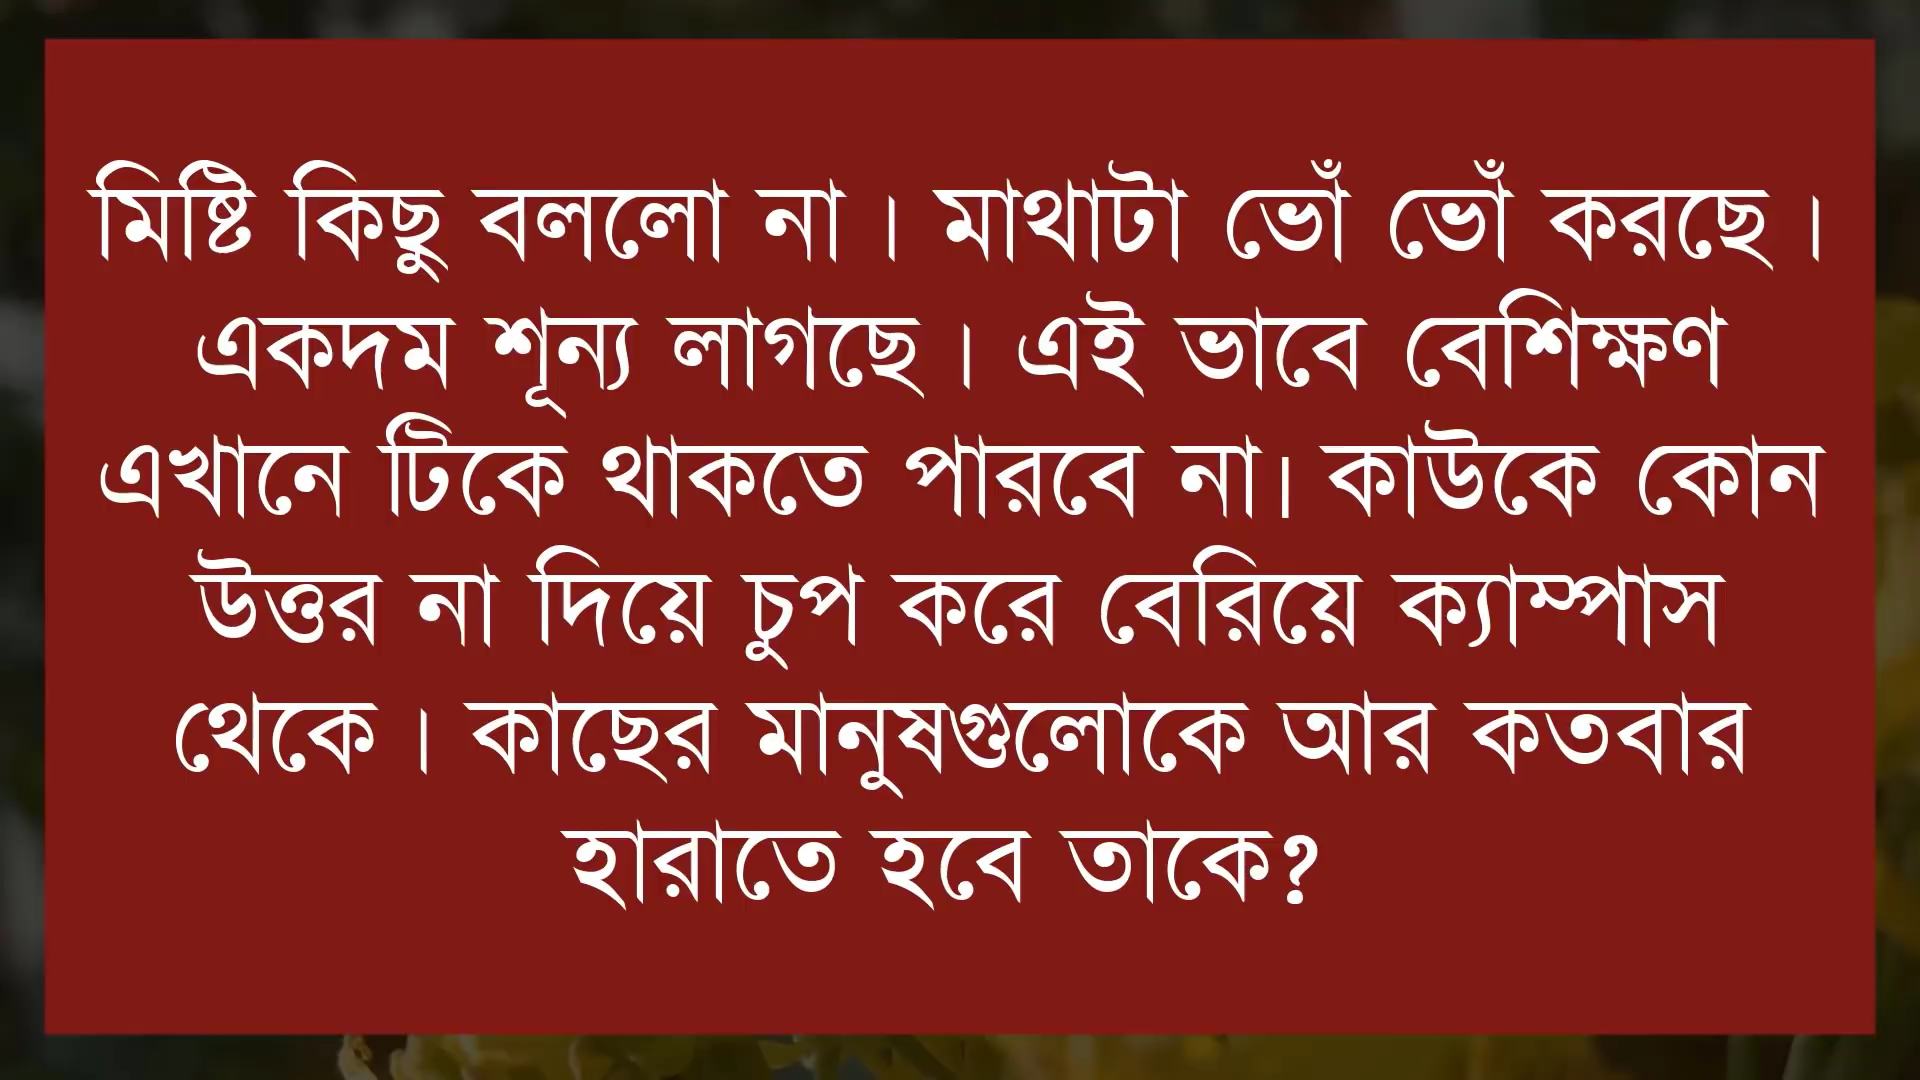 মিষ্টি কিছু বললো না । মাথাটা ভোঁ ভোঁ করছে ।
একদম শূন্য লাগছে । এই ভাবে বেশিক্ষণ
এখানে টিকে থাকতে পারবে না। কাউকে কোন
উত্তর না দিয়ে চুপ করে বেরিয়ে ক্যাম্পাস
থেকে । কাছের মানুষগুলোকে আর কতবার
হারাতে হবে তাকে?